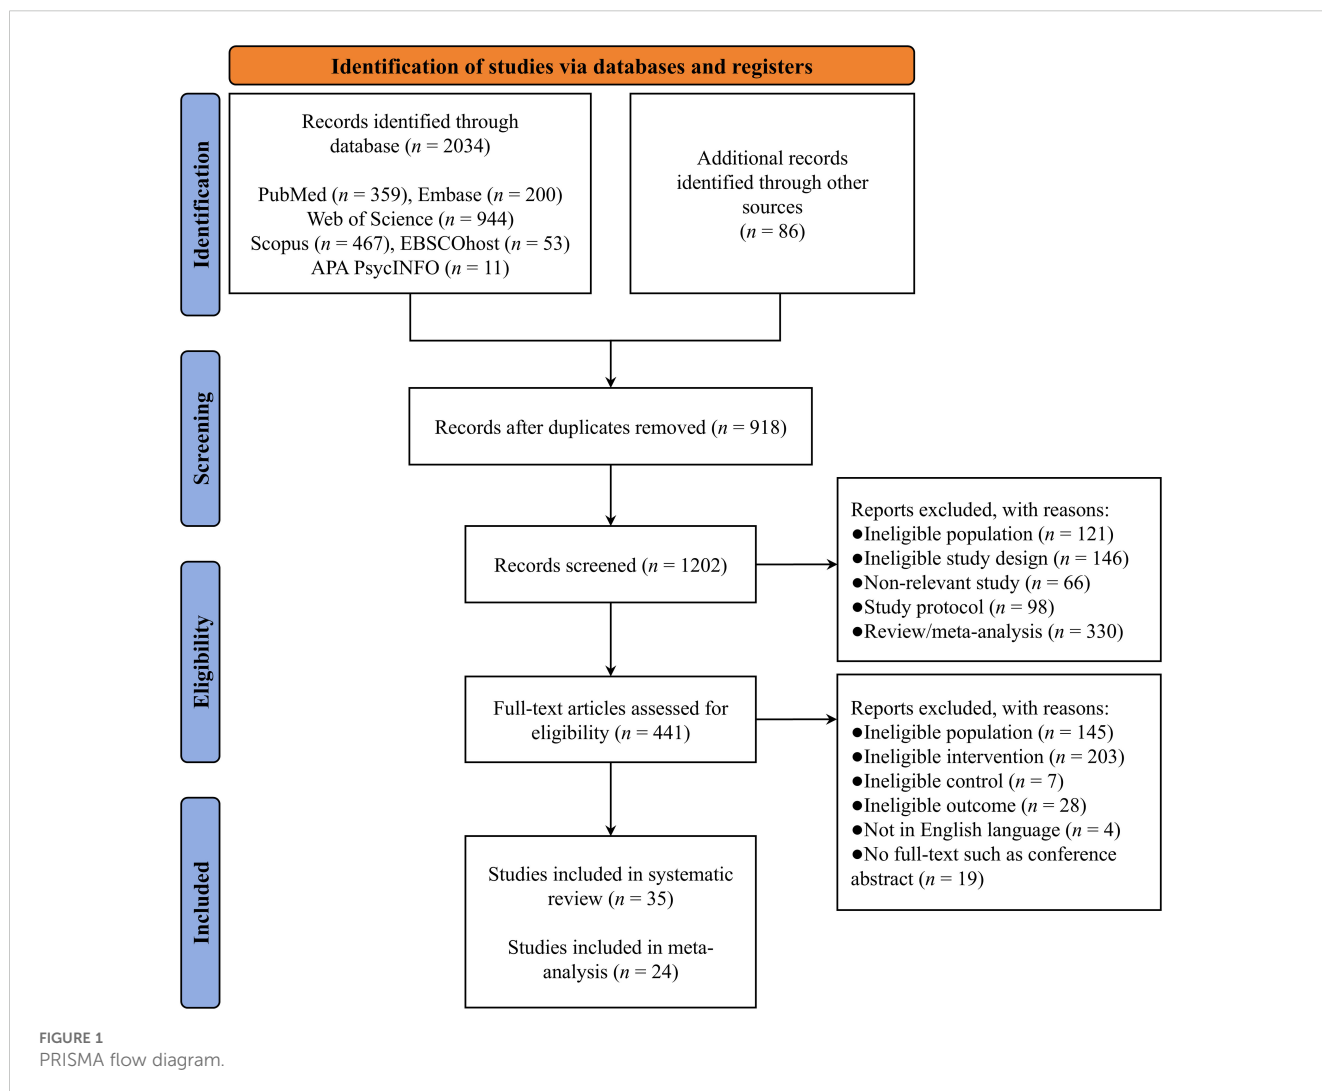 Identification of studies via databases and registers
Identification
Records identified through
database (n = 2034)
PubMed (n = 359), Embase (n = 200)
Web of Science (n = 944)
Scopus (n = 467), EBSCOhost (n = 53)
APA PsycINFO (n = 11)
Additional records
identified through other
sources
(n = 86)
Screening
Records after duplicates removed (n = 918)
Records screened (n = 1202)
Reports excluded, with reasons:
●Ineligible population (n = 121)
●Ineligible study design (n = 146)
●Non-relevant study (n = 66)
●Study protocol (n = 98)
●Review/meta-analysis (n = 330)
Eligibility
Full-text articles assessed for
eligibility (n = 441)
Reports excluded, with reasons:
●Ineligible population (n = 145)
●Ineligible intervention (n = 203)
●Ineligible control (n = 7)
●Ineligible outcome (n = 28)
●Not in English language (n = 4)
●No full-text such as conference
abstract (n = 19)
Included
Studies included in systematic
review (n = 35)
Studies included in meta-
analysis (n = 24)
FIGURE 1
PRISMA flow diagram.